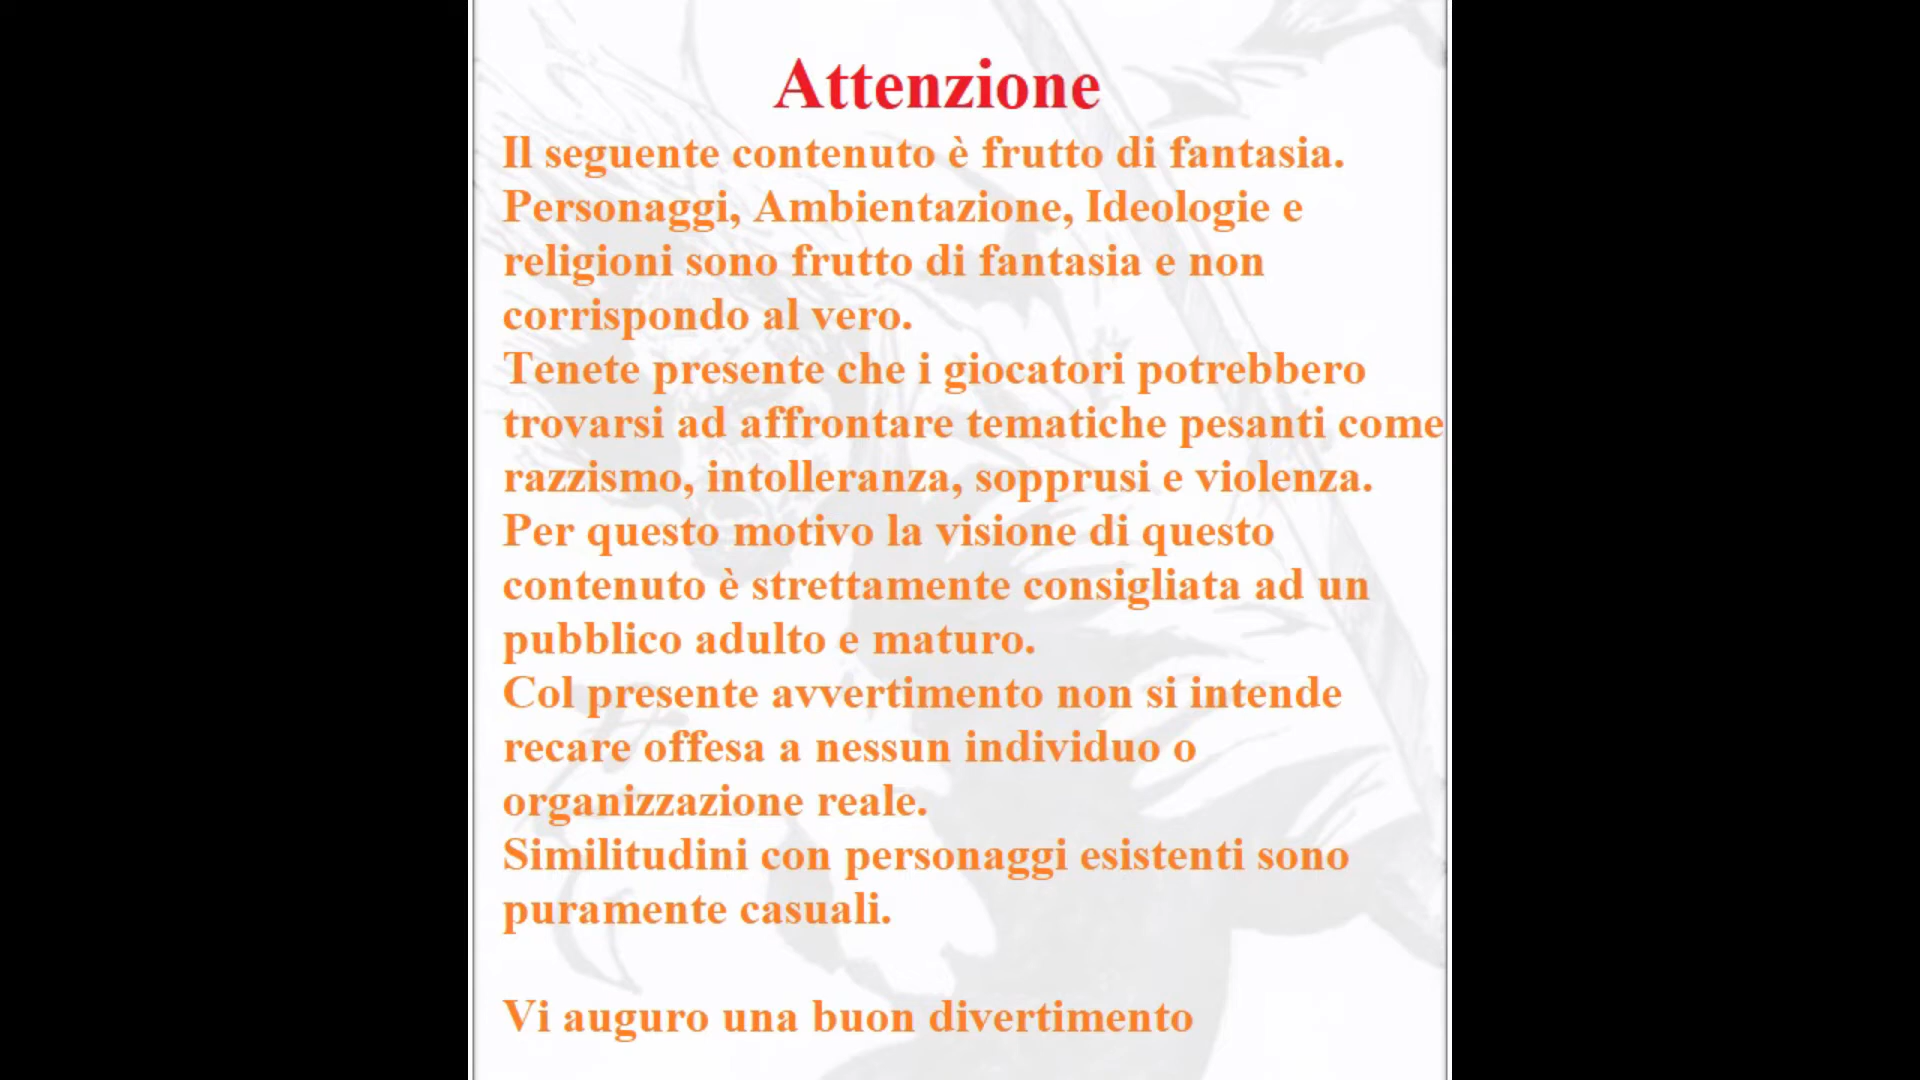 Attenzione
Il seguente contenuto è frutto di fantasia.
Personaggi, Ambientazione, Ideologie e
religioni sono frutto di fantasia e non
corrispondo al vero.
Tenete presente che i giocatori potrebbero
trovarsi ad affrontare tematiche pesanti come
razzismo, intolleranza, sopprusi e violenza.
Per questo motivo la visione di questo
contenuto è strettamente consigliata ad un
pubblico adulto e maturo.
Col presente avvertimento non si intende
recare offesa a nessun individuo o
organizzazione reale.
Similitudini con personaggi esistenti sono
puramente casuali.
Vi auguro una buon divertimento